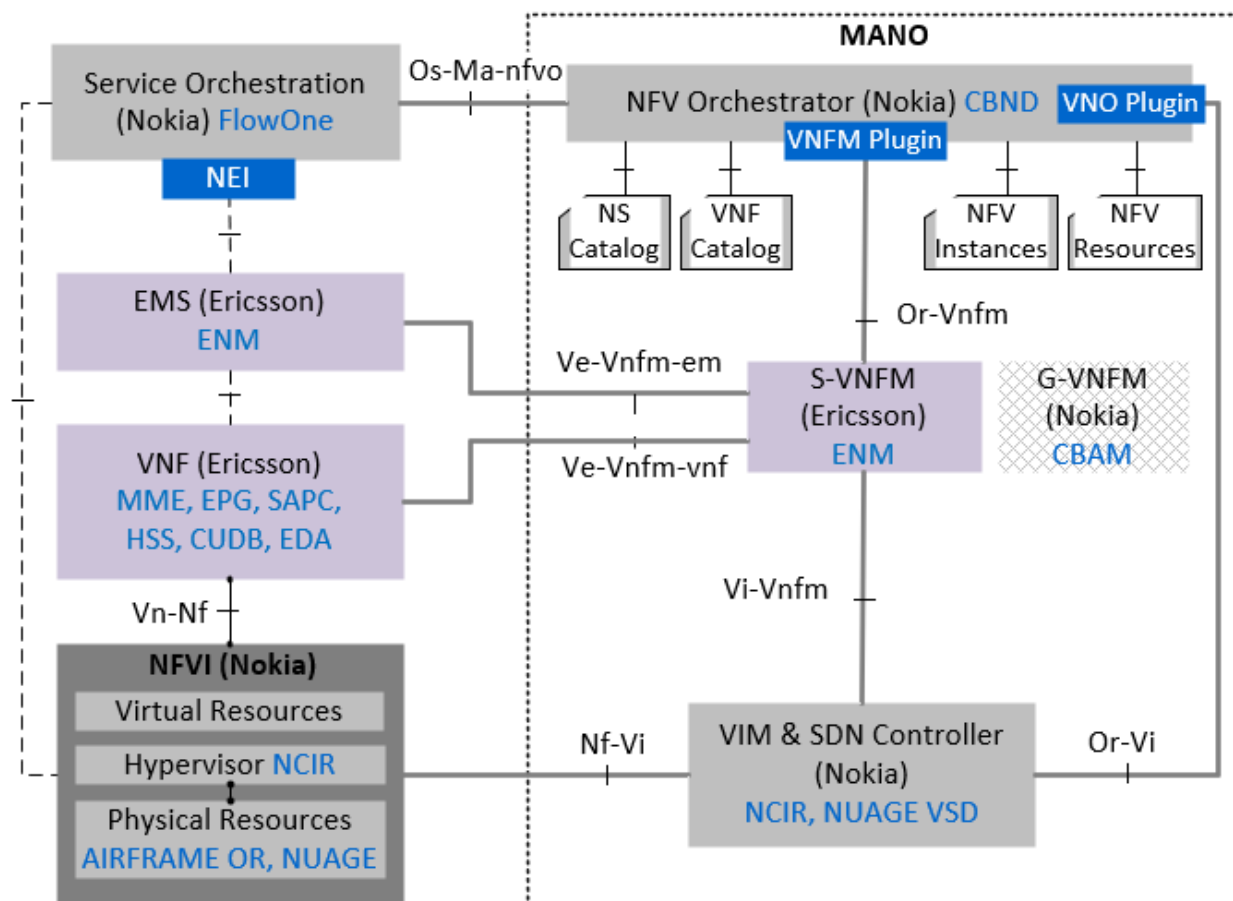 MANO
Service Orchestration
(Nokia) FlowOne
NEI
Os-Ma-nfvo
NFV Orchestrator (Nokia) CBND
VNO Plugin
VNFM Plugin
NS
Catalog
VNF
Catalog
NFV
Instances
NFV
Resources
EMS (Ericsson)
ENM
Or-Vnfm
Ve-Vnfm-em
S-VNFM
(Ericsson)
ENM
G-VNFM
(Nokia)
CBAM
Ve-Vnfm-vnf
VNF (Ericsson)
MME, EPG, SAPC,
HSS, CUDB, EDA
Vn-Nf
Vi-Vnfm
NFVI (Nokia)
Virtual Resources
Hypervisor NCIR
Physical Resources
AIRFRAME OR, NUAGE
Nf-Vi
VIM & SDN Controller
(Nokia)
NCIR, NUAGE VSD
Or-Vi